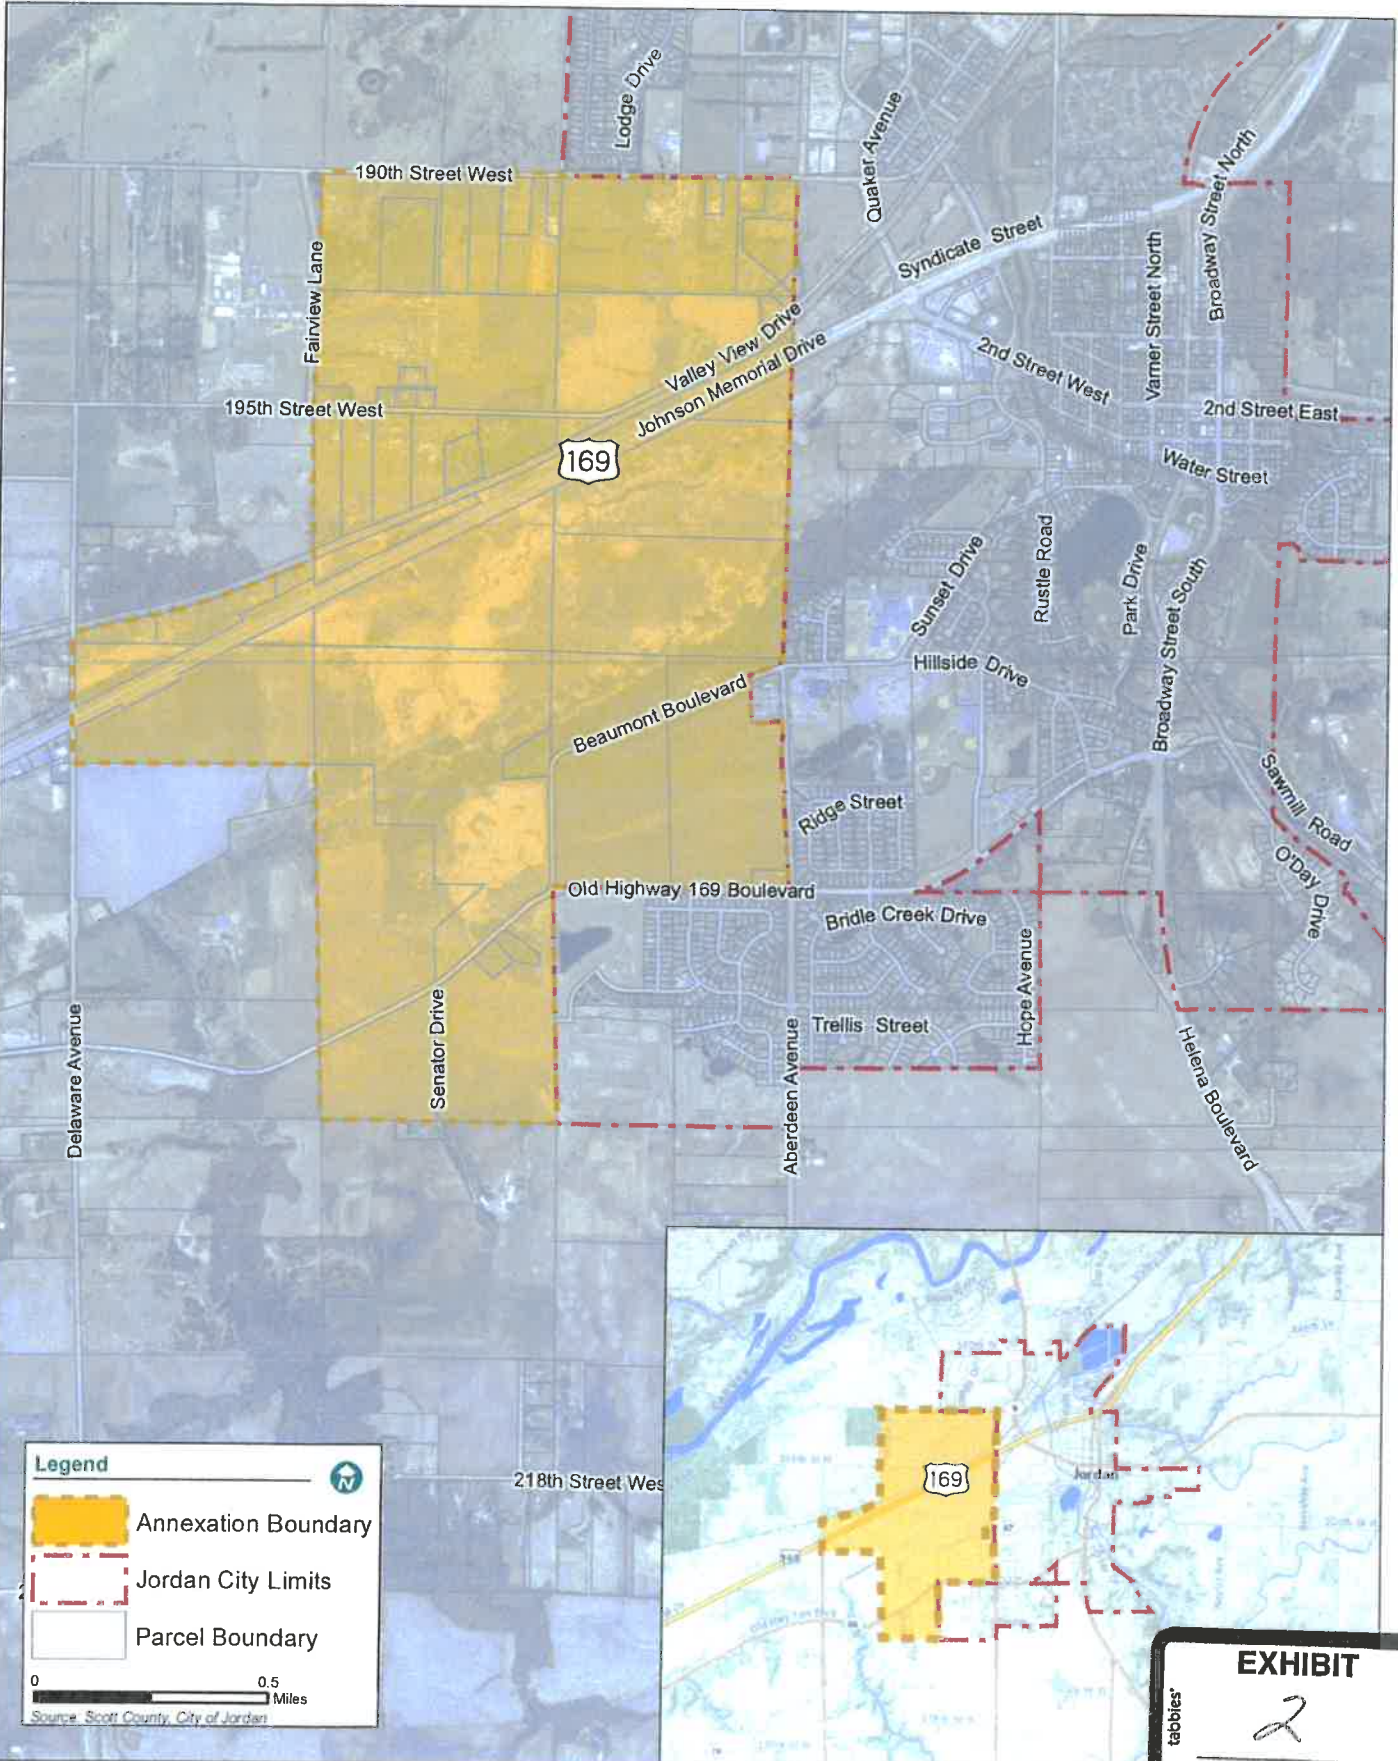 Lodge Drive
Quaker Avenue
190th Street West
Broadway Street North
Syndicate Street
Fairview Lane
Varner Street North
Valley View Drive
Johnson Memorial Drive
2nd Street West
195th Street West
2nd Street East
169
Water Street
Sunset Drive
Rustle Road
Park Drive
Broadway Street South
Hillside Drive
Beaumont Boulevard
Sawmill Road
Ridge Street
O'Day Drive
Old Highway 169 Boulevard
Bridle Creek Drive
Hope Avenue
Senator Drive
Trellis Street
Delaware Avenue
Aberdeen Avenue
Helena Boulevard
218th Street Wes
169
Jordan
Legend
N
Annexation Boundary
Jordan City Limits
Parcel Boundary
0 0.5
Miles
Source: Scott County, City of Jordan
EXHIBIT
tabbies'
2